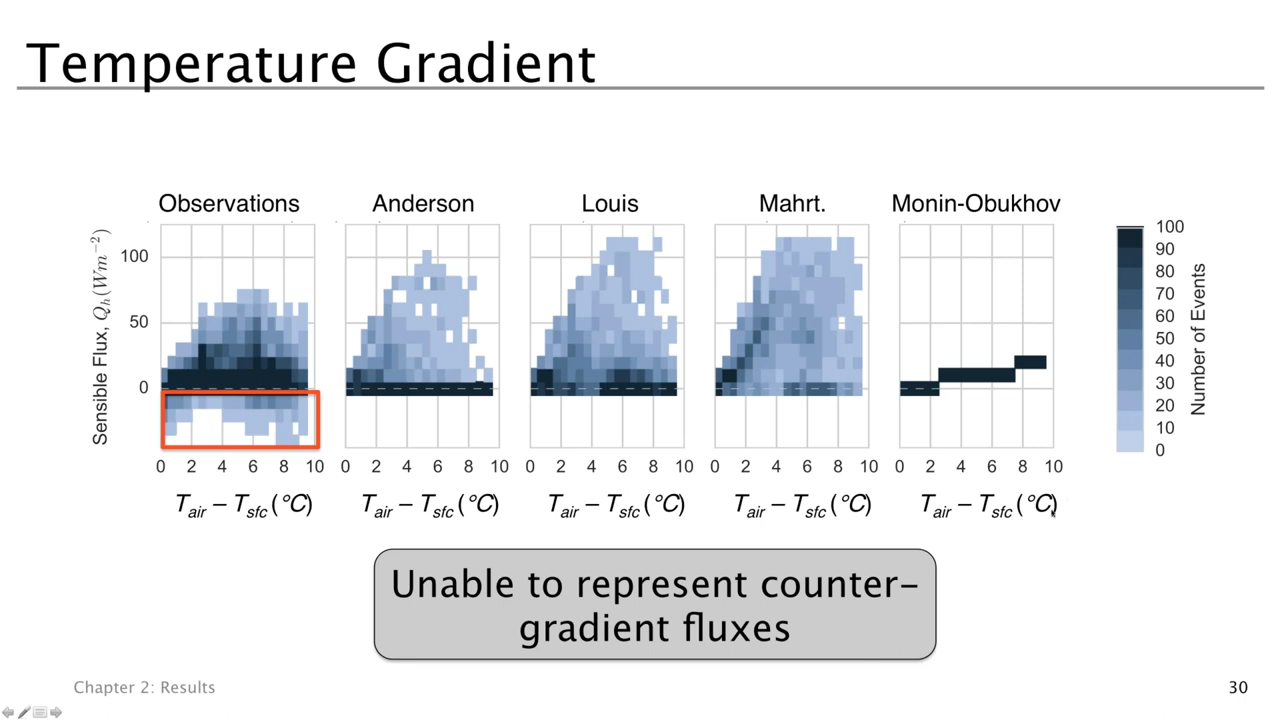 Temperature Gradient
Observations Anderson Louis Mahrt. Monin-Obukhov
Sensible Flux, Q_h (Wm^−2)
100
50
0
0 2 4 6 8 10 0 2 4 6 8 10 0 2 4 6 8 10 0 2 4 6 8 10 0 2 4 6 8 10
T_air − T_sfc (°C) T_air − T_sfc (°C) T_air − T_sfc (°C) T_air − T_sfc (°C) T_air − T_sfc (°C)
100
90
80
70
60
50
40
30
20
10
0
Number of Events
Unable to represent counter-
gradient fluxes
Chapter 2: Results 30